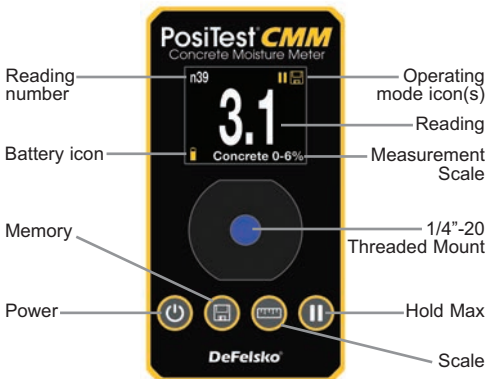 PosiTest CMM
Concrete Moisture Meter
Reading
number
n39
Operating
mode icon(s)
3.1
Reading
Battery icon
Concrete 0-6%
Measurement
Scale
Memory
1/4”-20
Threaded Mount
Power
Hold Max
DeFelsko®
Scale